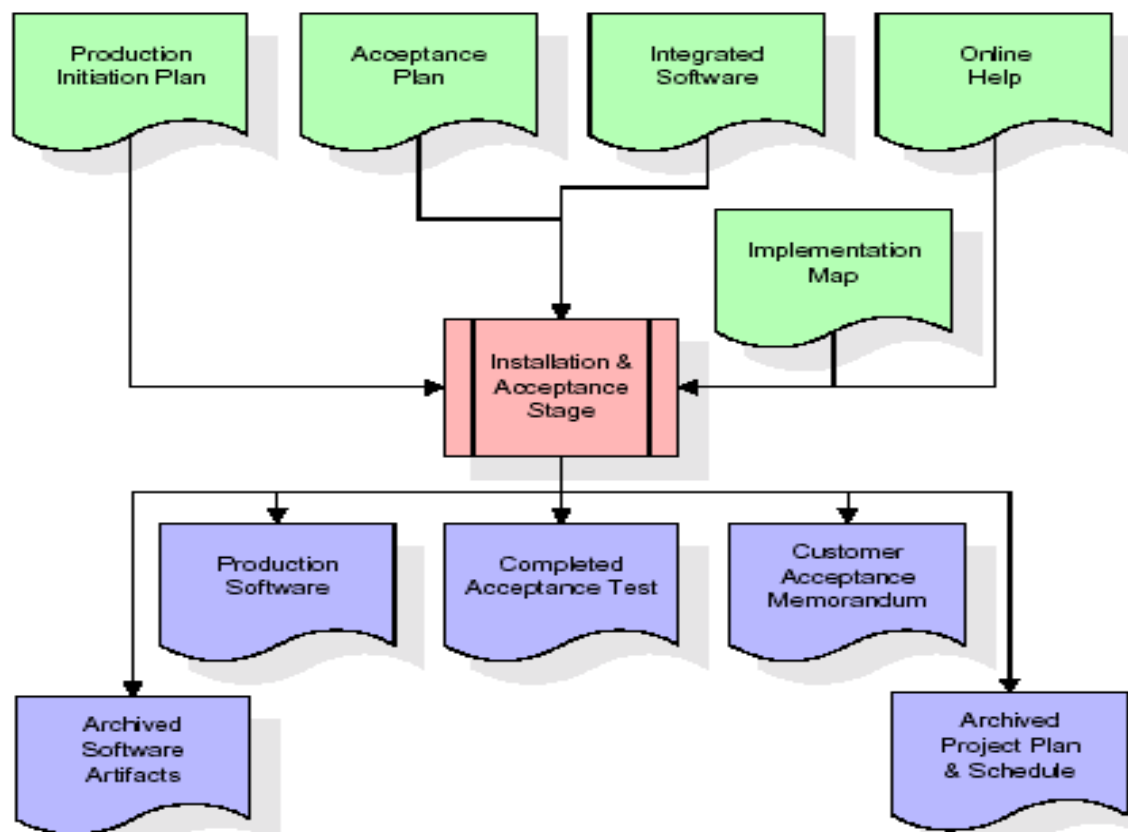 Production
Initiation Plan
Acceptance
Plan
Integrated
Software
Online
Help
Implementation
Map
Installation &
Acceptance
Stage
Production
Software
Completed
Acceptance Test
Customer
Acceptance
Memorandum
Archived
Software
Artifacts
Archived
Project Plan
& Schedule